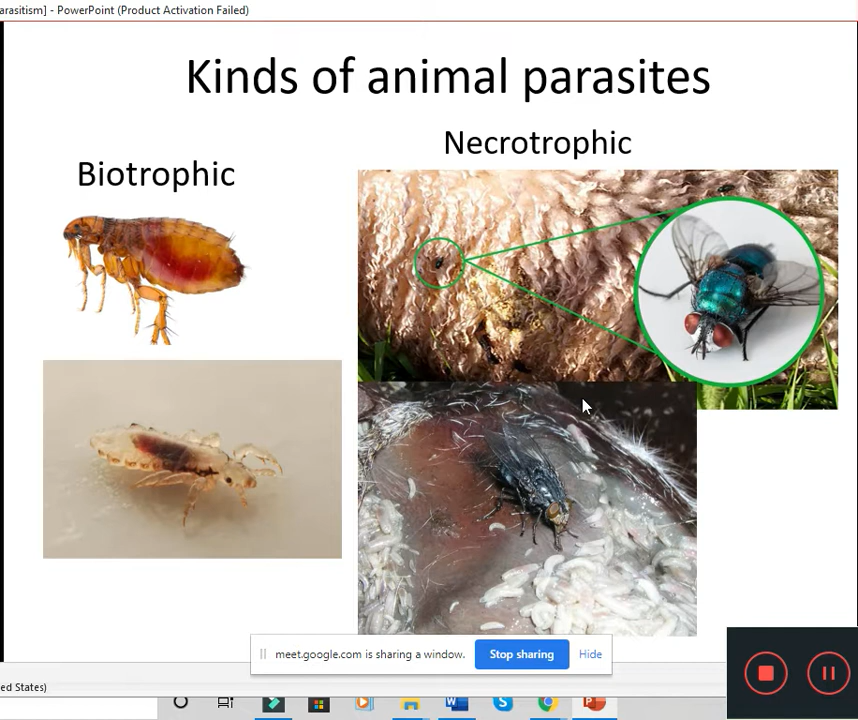 arasitism] - PowerPoint (Product Activation Failed)
Kinds of animal parasites
Necrotrophic
Biotrophic
meet.google.com is sharing a window.
Stop sharing
Hide
ed States)